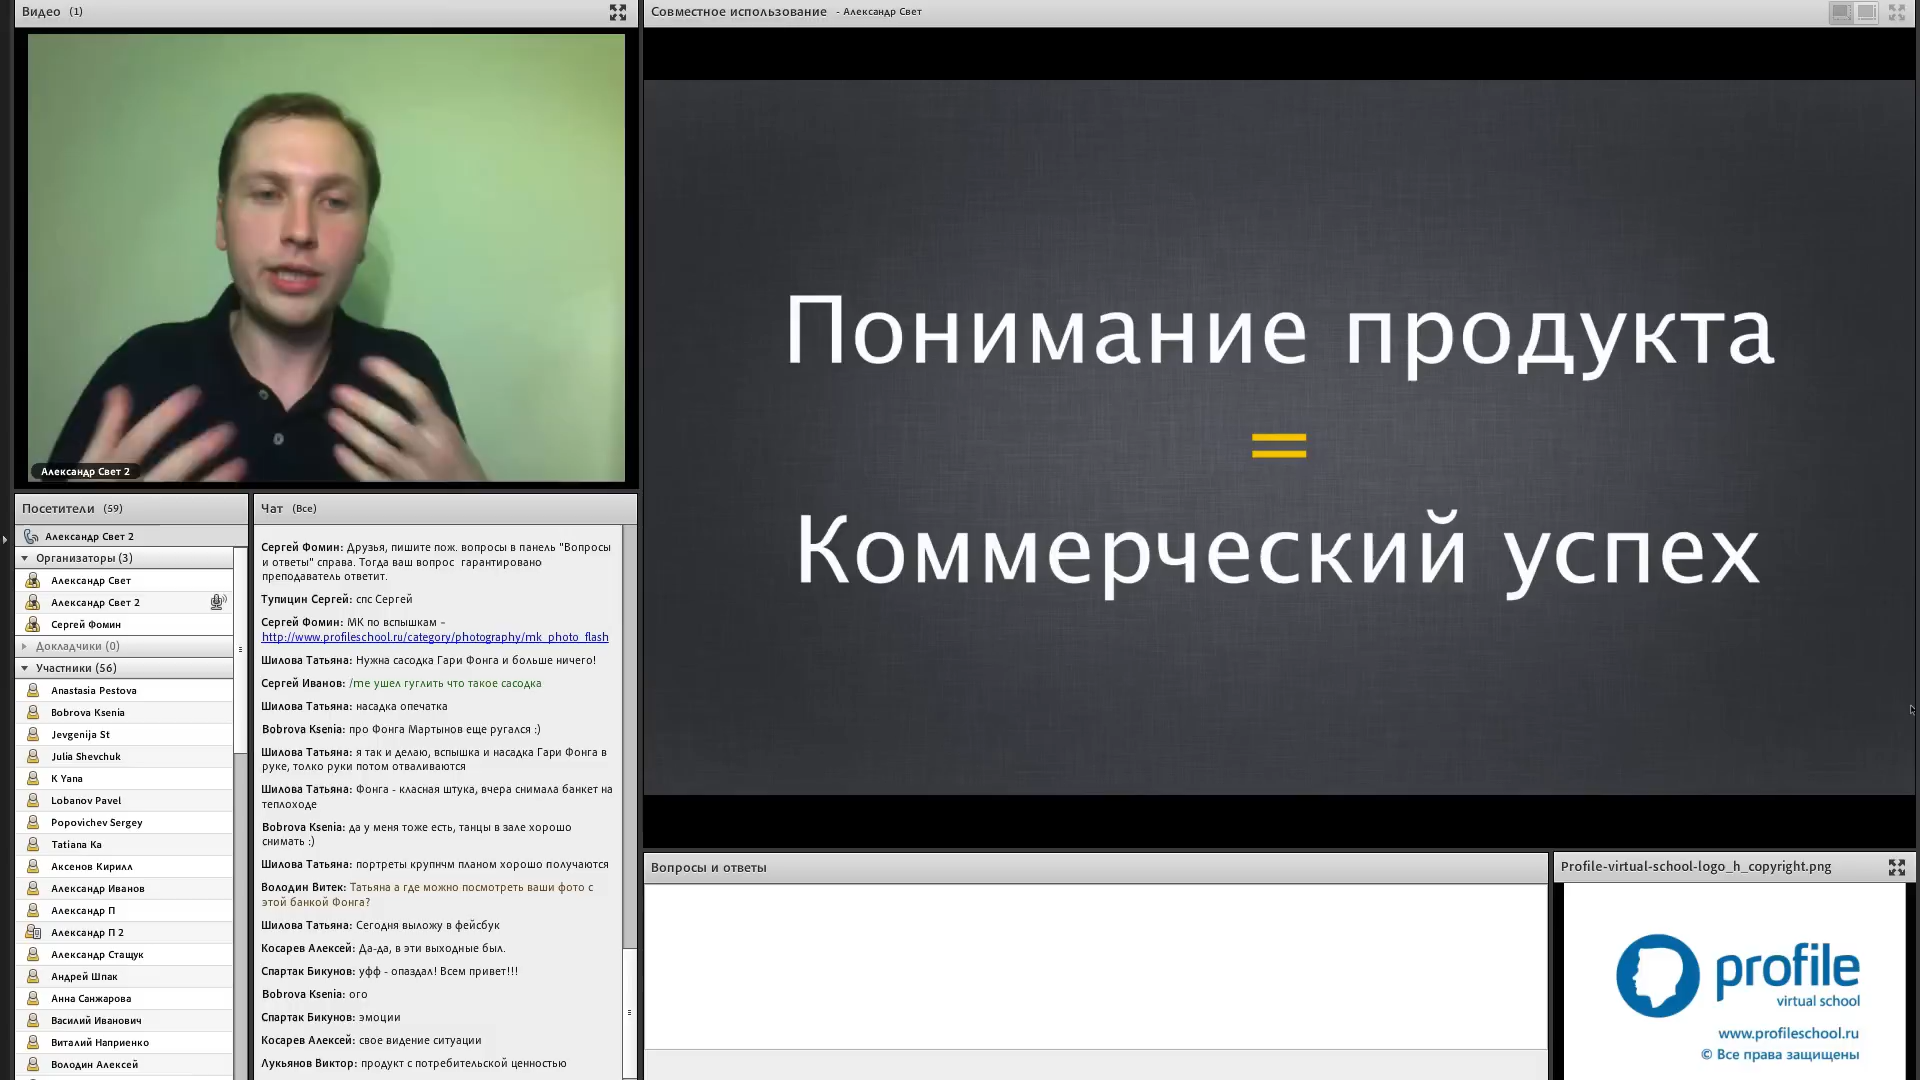 Видео (1)
Александр Свет 2
Посетители (59)
Александр Свет 2
Организаторы (3)
Александр Свет
Александр Свет 2
Сергей Фомин
Докладчики (0)
Участники (56)
Anastasia Pestova
Bobrova Ksenia
Jevgenija St
Julia Shevchuk
K Yana
Lobanov Pavel
Popovichev Sergey
Tatiana Ka
Аксенов Кирилл
Александр Иванов
Александр П
Александр П 2
Александр Стащук
Андрей Шпак
Анна Санжарова
Василий Иванович
Виталий Наприенко
Володин Алексей
Чат (Все)
Сергей Фомин: Друзья, пишите пож. вопросы в панель "Вопросы
и ответы" справа. Тогда ваш вопрос гарантировано
преподаватель ответит.
Тупицин Сергей: спс Сергей
Сергей Фомин: МК по вспышкам –
http://www.profileschool.ru/category/photography/mk_photo_flash
Шилова Татьяна: Нужна сасодка Гари Фонга и больше ничего!
Сергей Иванов: /me ушел гуглить что такое сасодка
Шилова Татьяна: насадка опечатка
Bobrova Ksenia: про Фонга Мартынов еще ругался :)
Шилова Татьяна: я так и делаю, вспышка и насадка Гари Фонга в
руке, толко руки потом отваливаются
Шилова Татьяна: Фонга - класная штука, вчера снимала банкет на
теплоходе
Bobrova Ksenia: да у меня тоже есть, танцы в зале хорошо
снимать :)
Шилова Татьяна: портреты крупнчм планом хорошо получаются
Володин Витек: Татьяна а где можно посмотреть ваши фото с
этой банкой Фонга?
Шилова Татьяна: Сегодня выложу в фейсбук
Косарев Алексей: Да-да, в эти выходные был.
Спартак Бикунов: уфф - опаздал! Всем привет!!!
Bobrova Ksenia: ого
Спартак Бикунов: эмоции
Косарев Алексей: свое видение ситуации
Лукьянов Виктор: продукт с потребительской ценностью
Совместное использование - Александр Свет
Понимание продукта
=
Коммерческий успех
Вопросы и ответы
Profile-virtual-school-logo_h_copyright.png
profile
virtual school
www.profileschool.ru
© Все права защищены